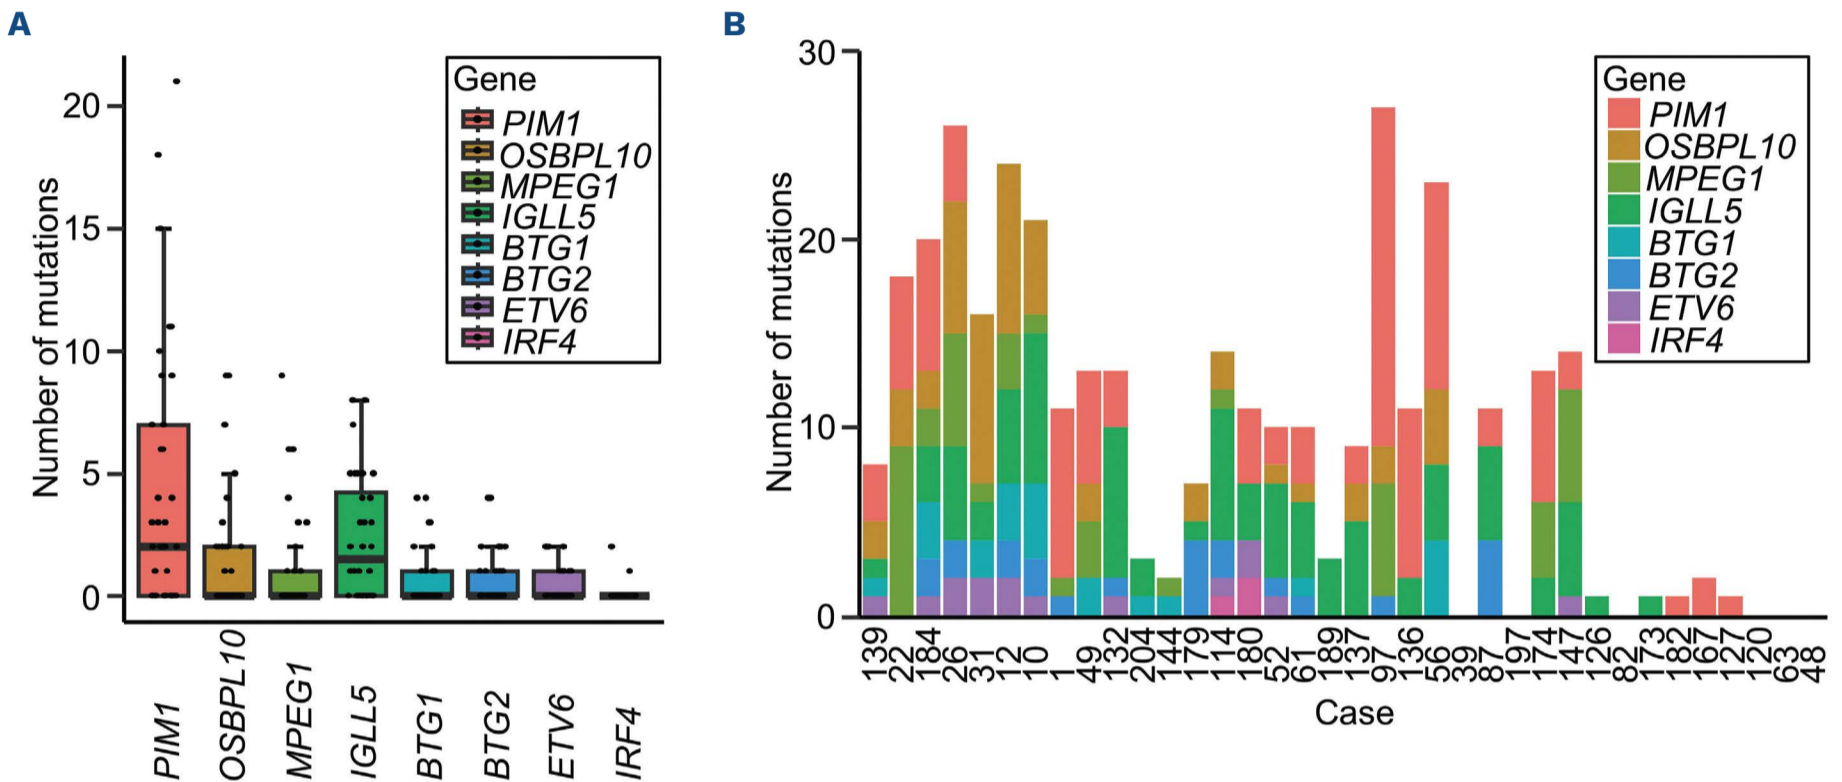 A
Number of mutations
20
15
10
5
0
Gene
PIM1
OSBPL10
MPEG1
IGLL5
BTG1
BTG2
ETV6
IRF4
PIM1
OSBPL10
MPEG1
IGLL5
BTG1
BTG2
ETV6
IRF4
B
Number of mutations
30
20
10
0
Gene
PIM1
OSBPL10
MPEG1
IGLL5
BTG1
BTG2
ETV6
IRF4
139
22
184
26
31
12
10
1
49
132
204
144
179
114
180
52
61
189
137
97
136
56
39
87
197
174
147
126
82
173
182
167
127
120
63
48
Case